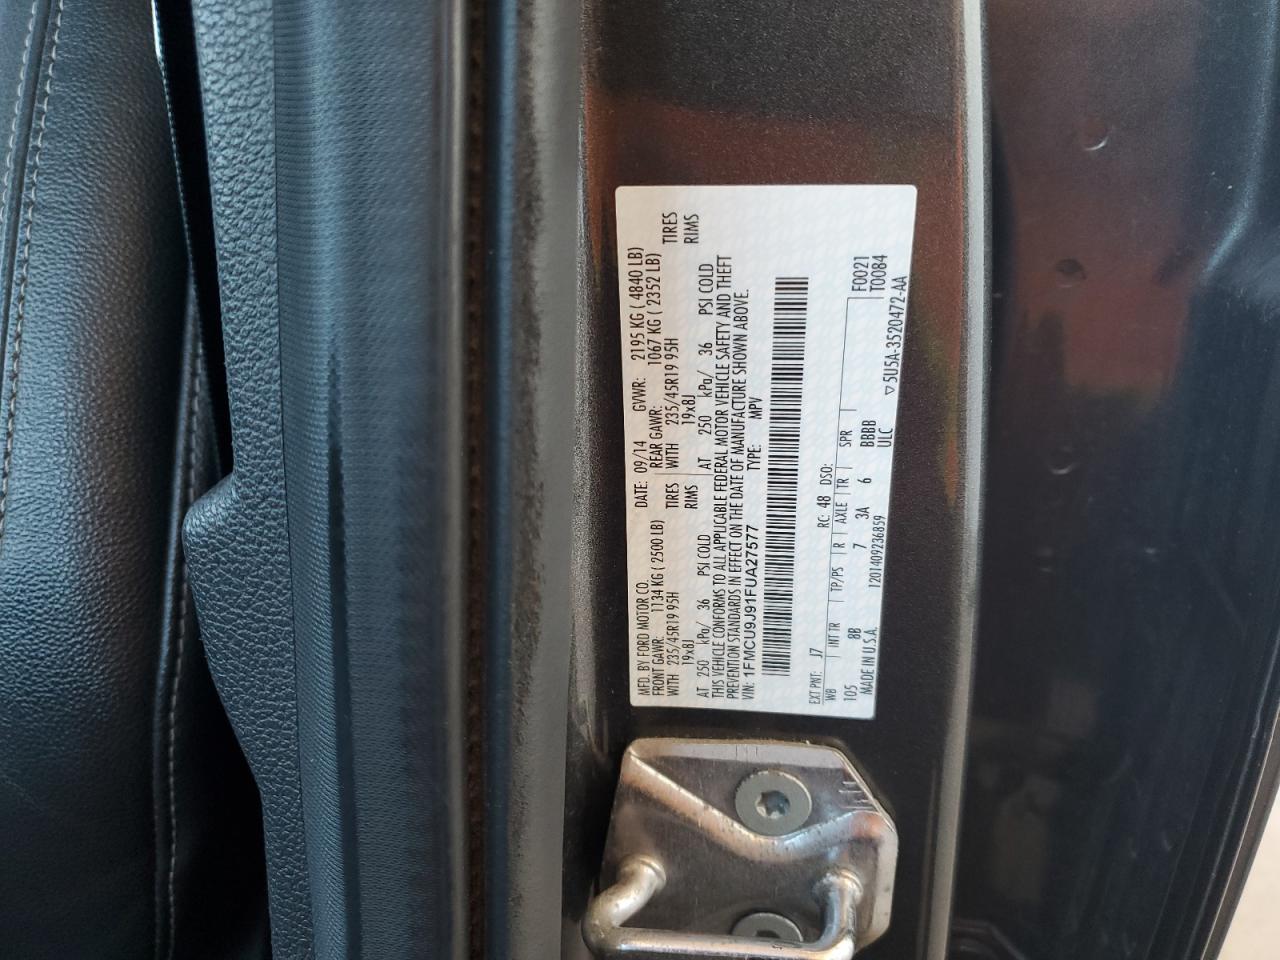 MFD. BY FORD MOTOR CO. DATE: 09/14 GVWR: 2195 KG ( 4840 LB)
FRONT GAWR: 1134 KG ( 2500 LB) REAR GAWR: 1067 KG ( 2352 LB)
WITH 235/45R19 95H TIRES WITH 235/45R19 95H TIRES
19x8J RIMS 19x8J RIMS
AT 250 kPa/ 36 PSI COLD AT 250 kPa/ 36 PSI COLD
THIS VEHICLE CONFORMS TO ALL APPLICABLE FEDERAL MOTOR VEHICLE SAFETY AND THEFT
PREVENTION STANDARDS IN EFFECT ON THE DATE OF MANUFACTURE SHOWN ABOVE.
VIN: 1FMCU9J91FUA27577 TYPE: MPV
EXT PNT: J7 RC: 48 DSO: F0021
WB INT TR TP/PS R AXLE TR SPR T0084
105 8B 7 3A 6 BBBB
MADE IN U.S.A. 1201409236859 ULC ▽5U5A-3520472-AA